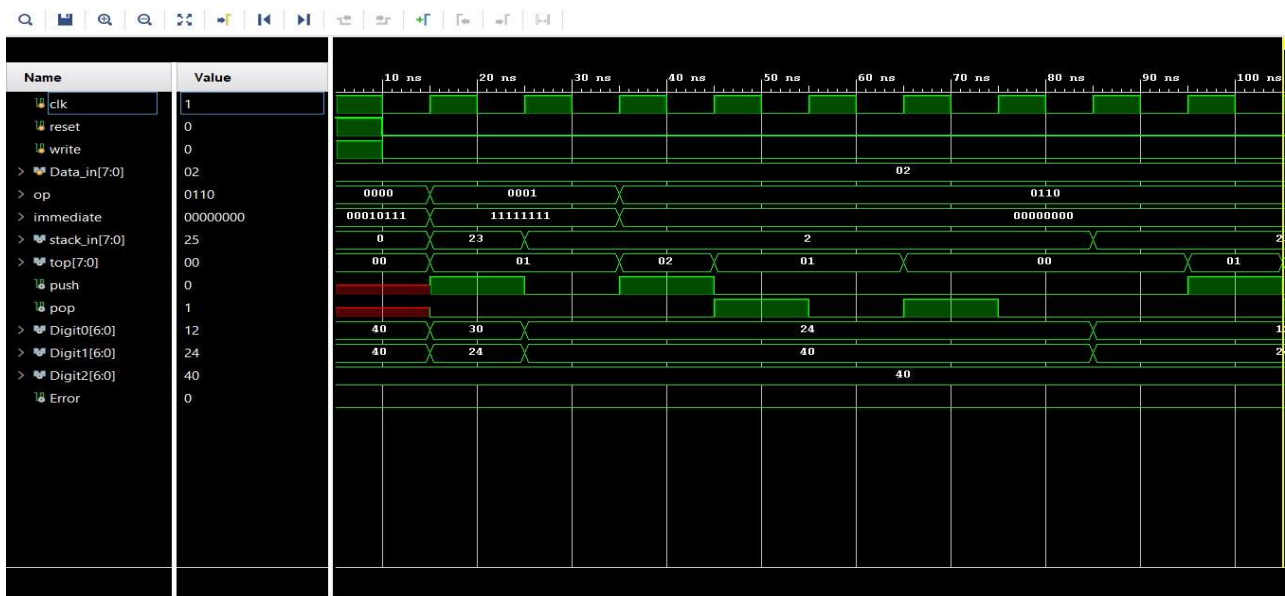 10 ns 20 ns 30 ns 40 ns 50 ns 60 ns 70 ns 80 ns 90 ns 100 ns
Name Value
clk 1
reset 0
write 0
> Data_in[7:0] 02 02
> op 0110 0000 0001 0110
> immediate 00000000 00010111 11111111 00000000
> stack_in[7:0] 25 0 23 2 2
> top[7:0] 00 00 01 02 01 00 01
push 0
pop 1
> Digit0[6:0] 12 40 30 24 1
> Digit1[6:0] 24 40 24 40 2
> Digit2[6:0] 40 40
Error 0